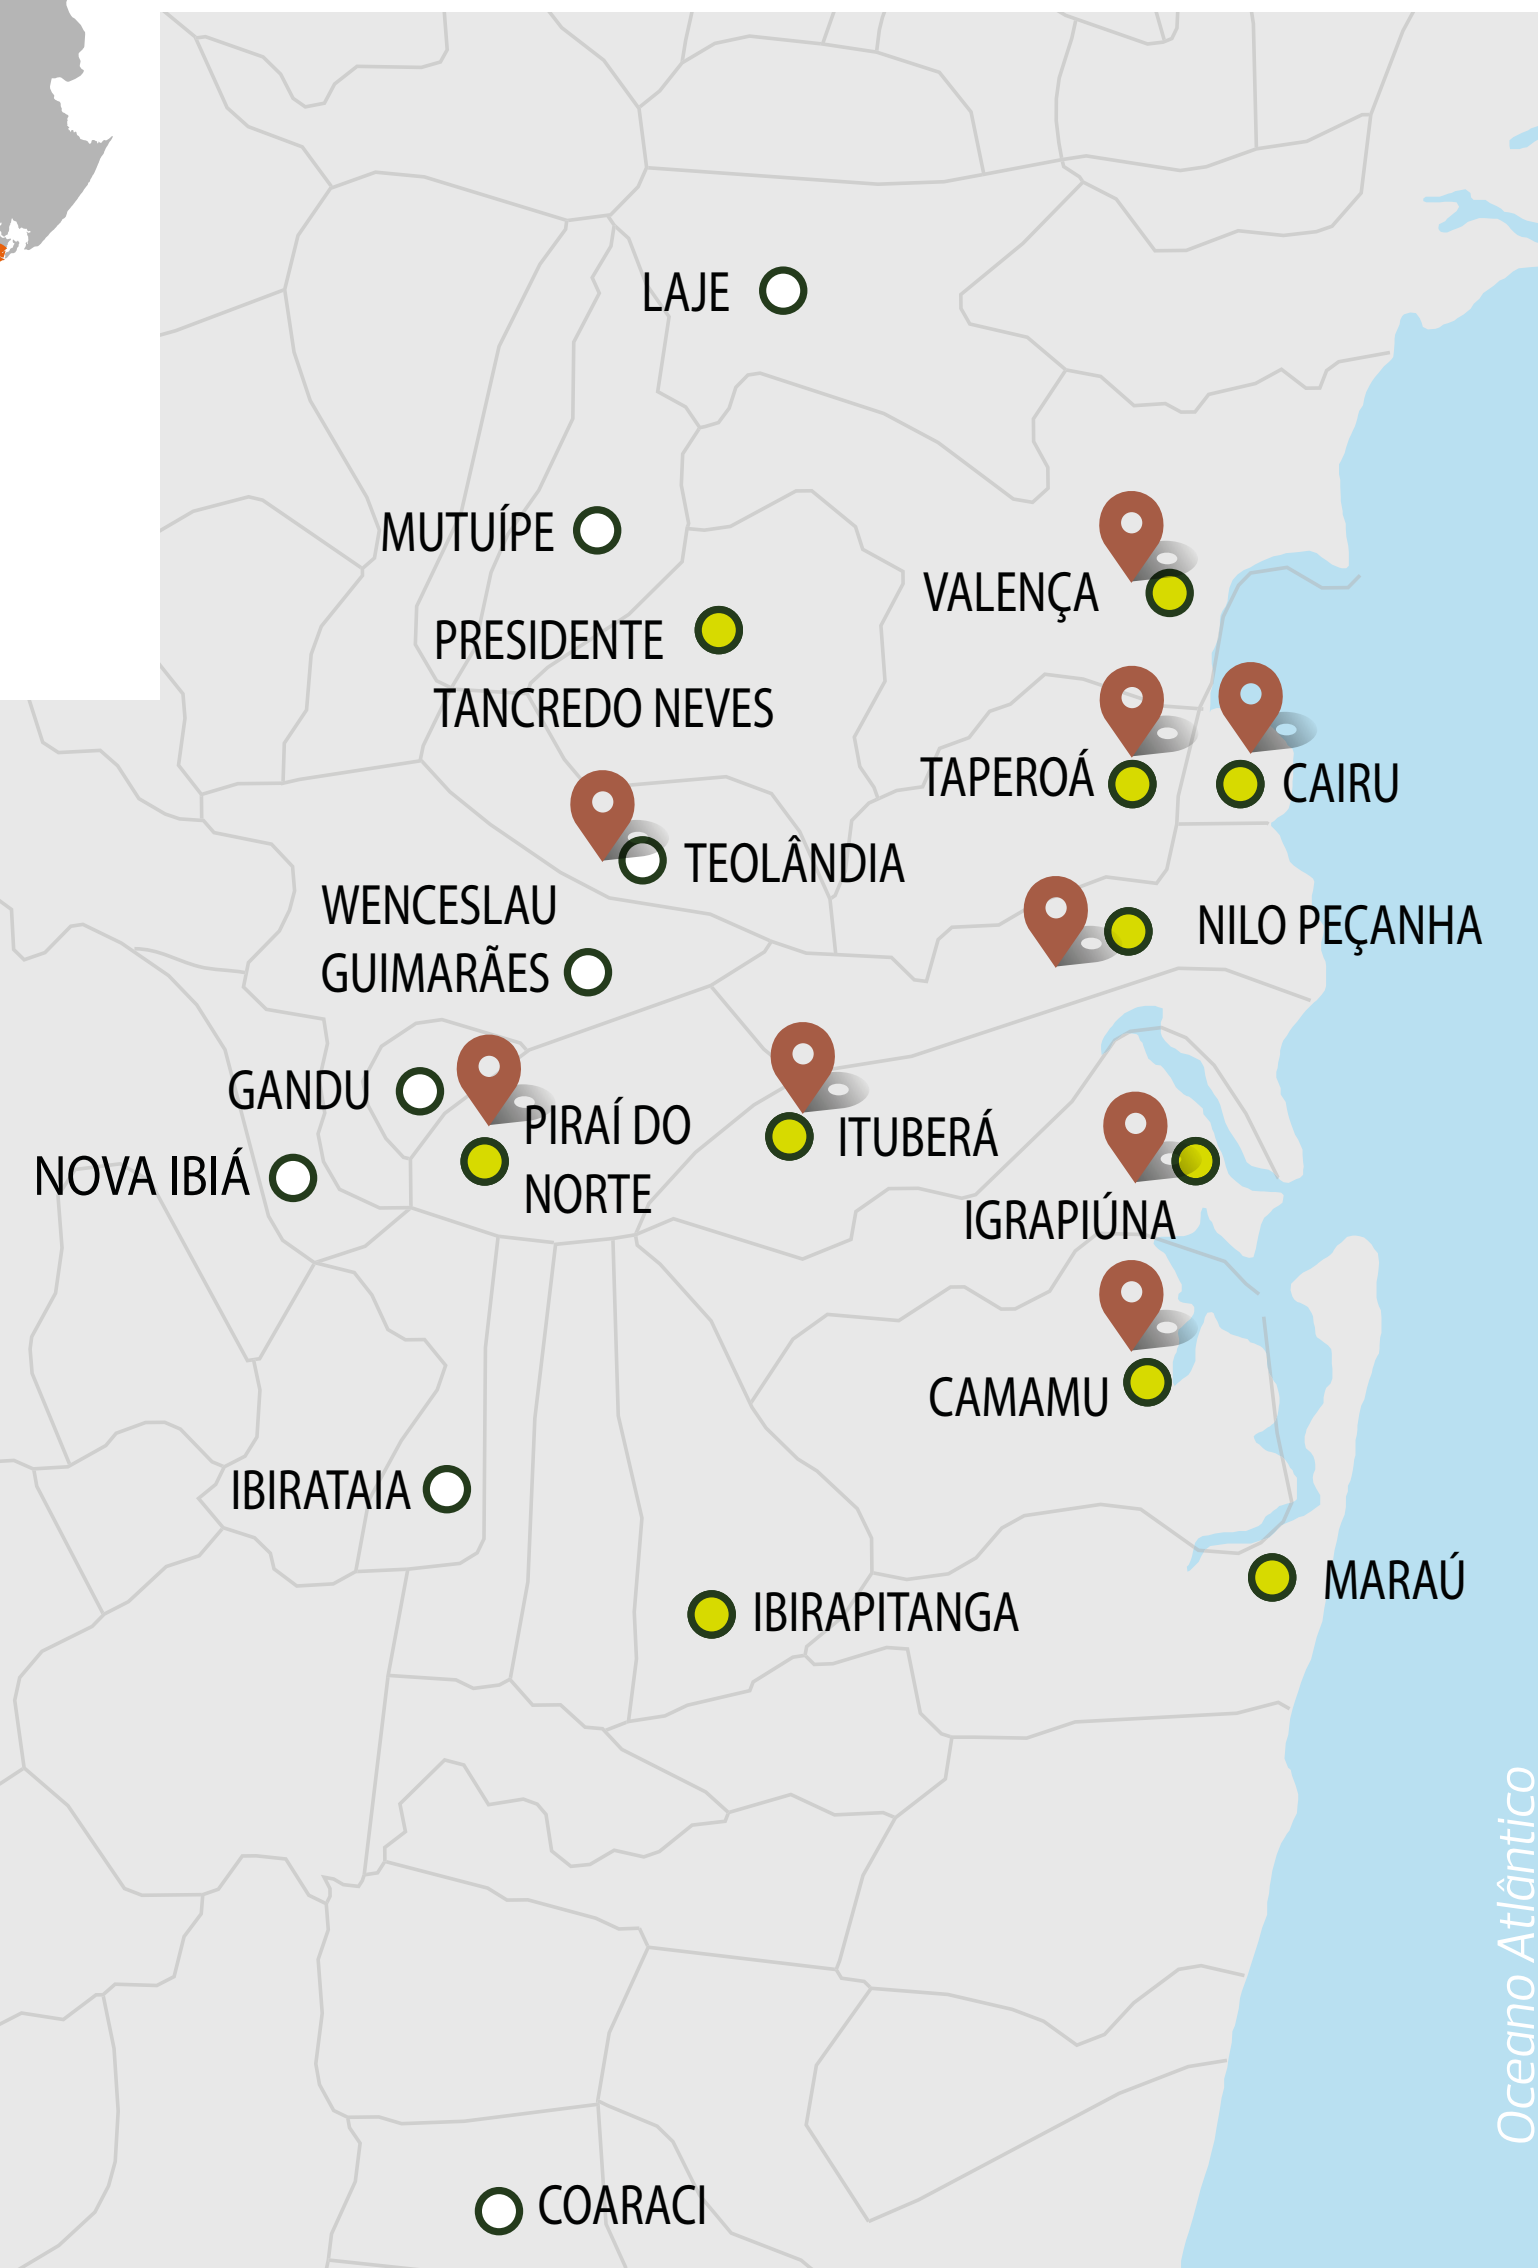 LAJE
MUTUÍPE
VALENÇA
PRESIDENTE
TANCREDO NEVES
TAPEROÁ
CAIRU
TEOLÂNDIA
WENCESLAU
GUIMARÃES
NILO PEÇANHA
GANDU
PIRAÍ DO
NORTE
ITUBERÁ
NOVA IBIÁ
IGRAPIÚNA
CAMAMU
IBIRATAIA
MARAÚ
IBIRAPITANGA
Oceano Atlântico
COARACI